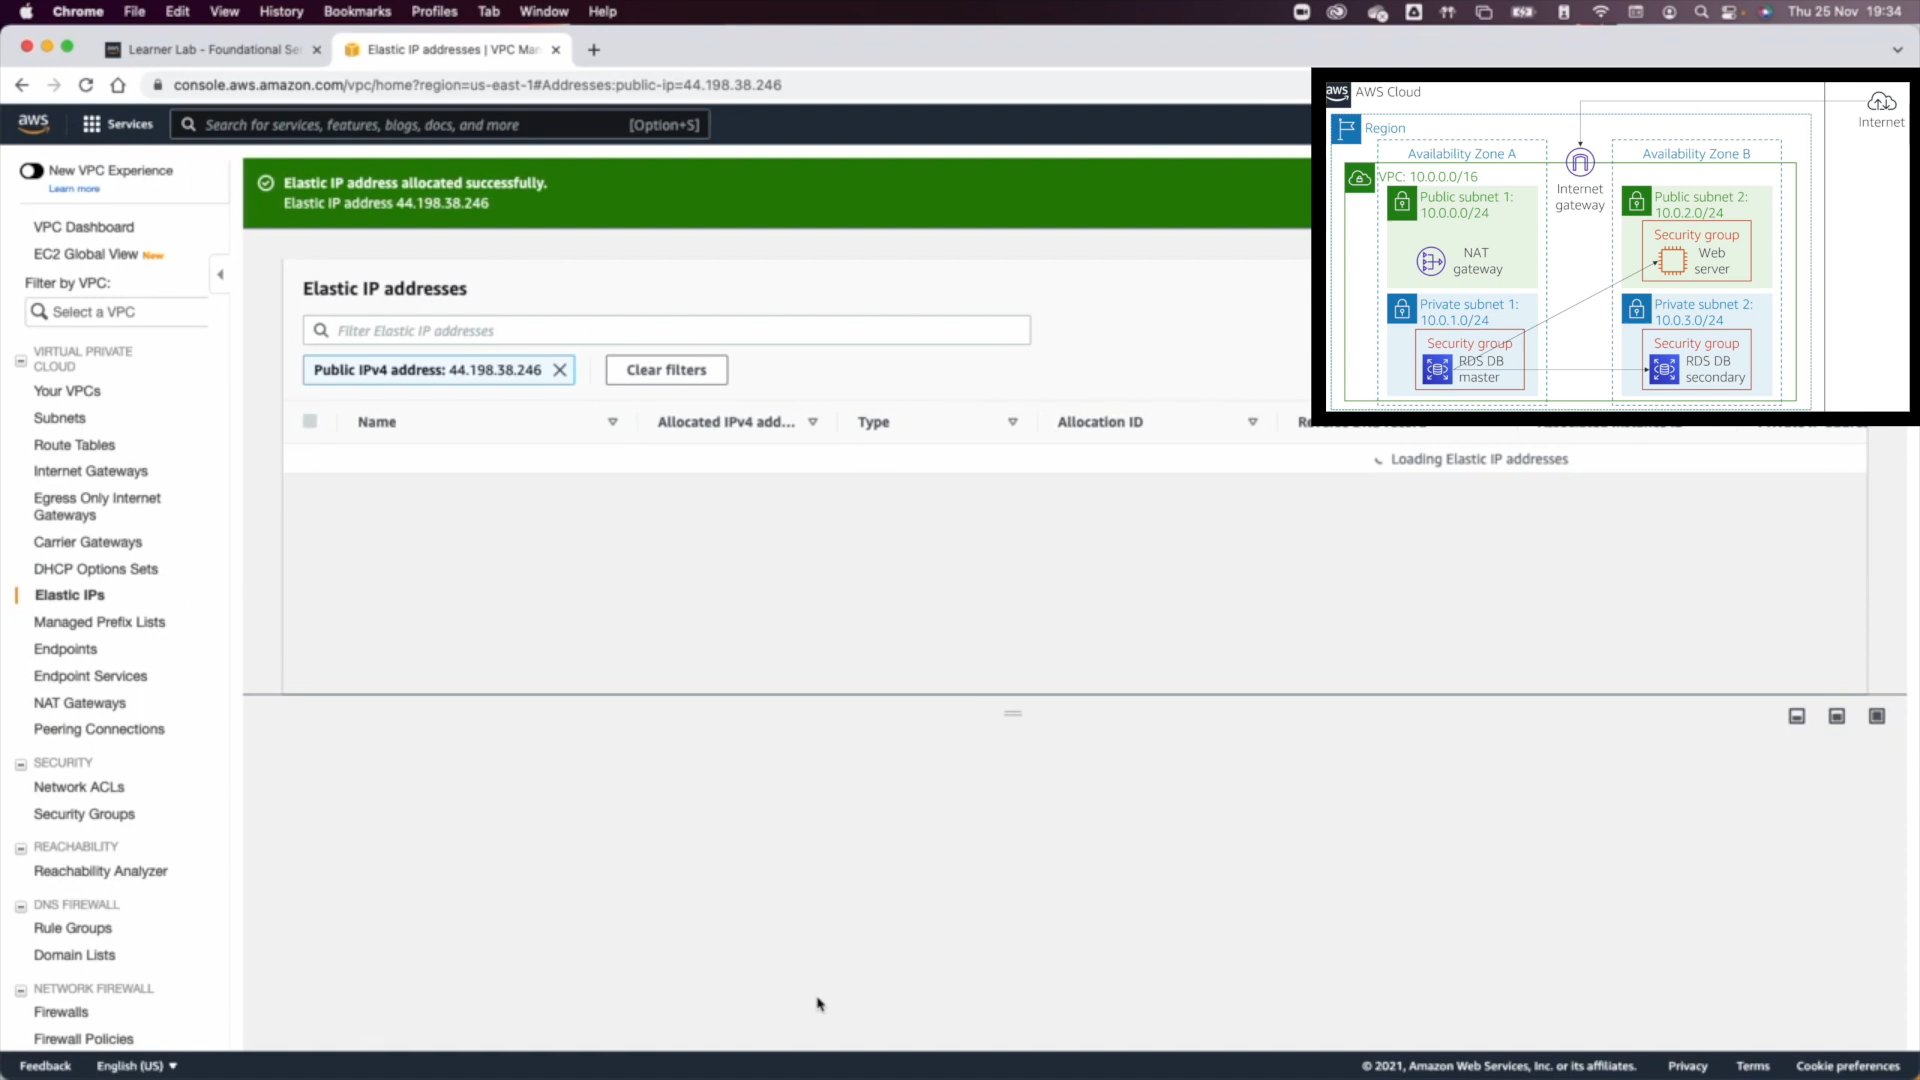 Chrome File Edit View History Bookmarks Profiles Tab Window Help Thu 25 Nov 19:34
Learner Lab - Foundational Se
Elastic IP addresses | VPC Man
console.aws.amazon.com/vpc/home?region=us-east-1#Addresses:public-ip=44.198.38.246
aws Services Search for services, features, blogs, docs, and more [Option+S]
New VPC Experience
Learn more
VPC Dashboard
EC2 Global View New
Filter by VPC:
Select a VPC
VIRTUAL PRIVATE
CLOUD
Your VPCs
Subnets
Route Tables
Internet Gateways
Egress Only Internet
Gateways
Carrier Gateways
DHCP Options Sets
Elastic IPs
Managed Prefix Lists
Endpoints
Endpoint Services
NAT Gateways
Peering Connections
SECURITY
Network ACLs
Security Groups
REACHABILITY
Reachability Analyzer
DNS FIREWALL
Rule Groups
Domain Lists
NETWORK FIREWALL
Firewalls
Firewall Policies
Elastic IP address allocated successfully.
Elastic IP address 44.198.38.246
Elastic IP addresses
Filter Elastic IP addresses
Public IPv4 address: 44.198.38.246
Clear filters
Name Allocated IPv4 add... Type Allocation ID
Loading Elastic IP addresses
aws AWS Cloud
Internet
Region
Availability Zone A
Availability Zone B
VPC: 10.0.0.0/16
Internet
gateway
Public subnet 1:
10.0.0.0/24
NAT
gateway
Public subnet 2:
10.0.2.0/24
Security group
Web
server
Private subnet 1:
10.0.1.0/24
Security group
RDS DB
master
Private subnet 2:
10.0.3.0/24
Security group
RDS DB
secondary
Feedback English (US) © 2021, Amazon Web Services, Inc. or its affiliates. Privacy Terms Cookie preferences